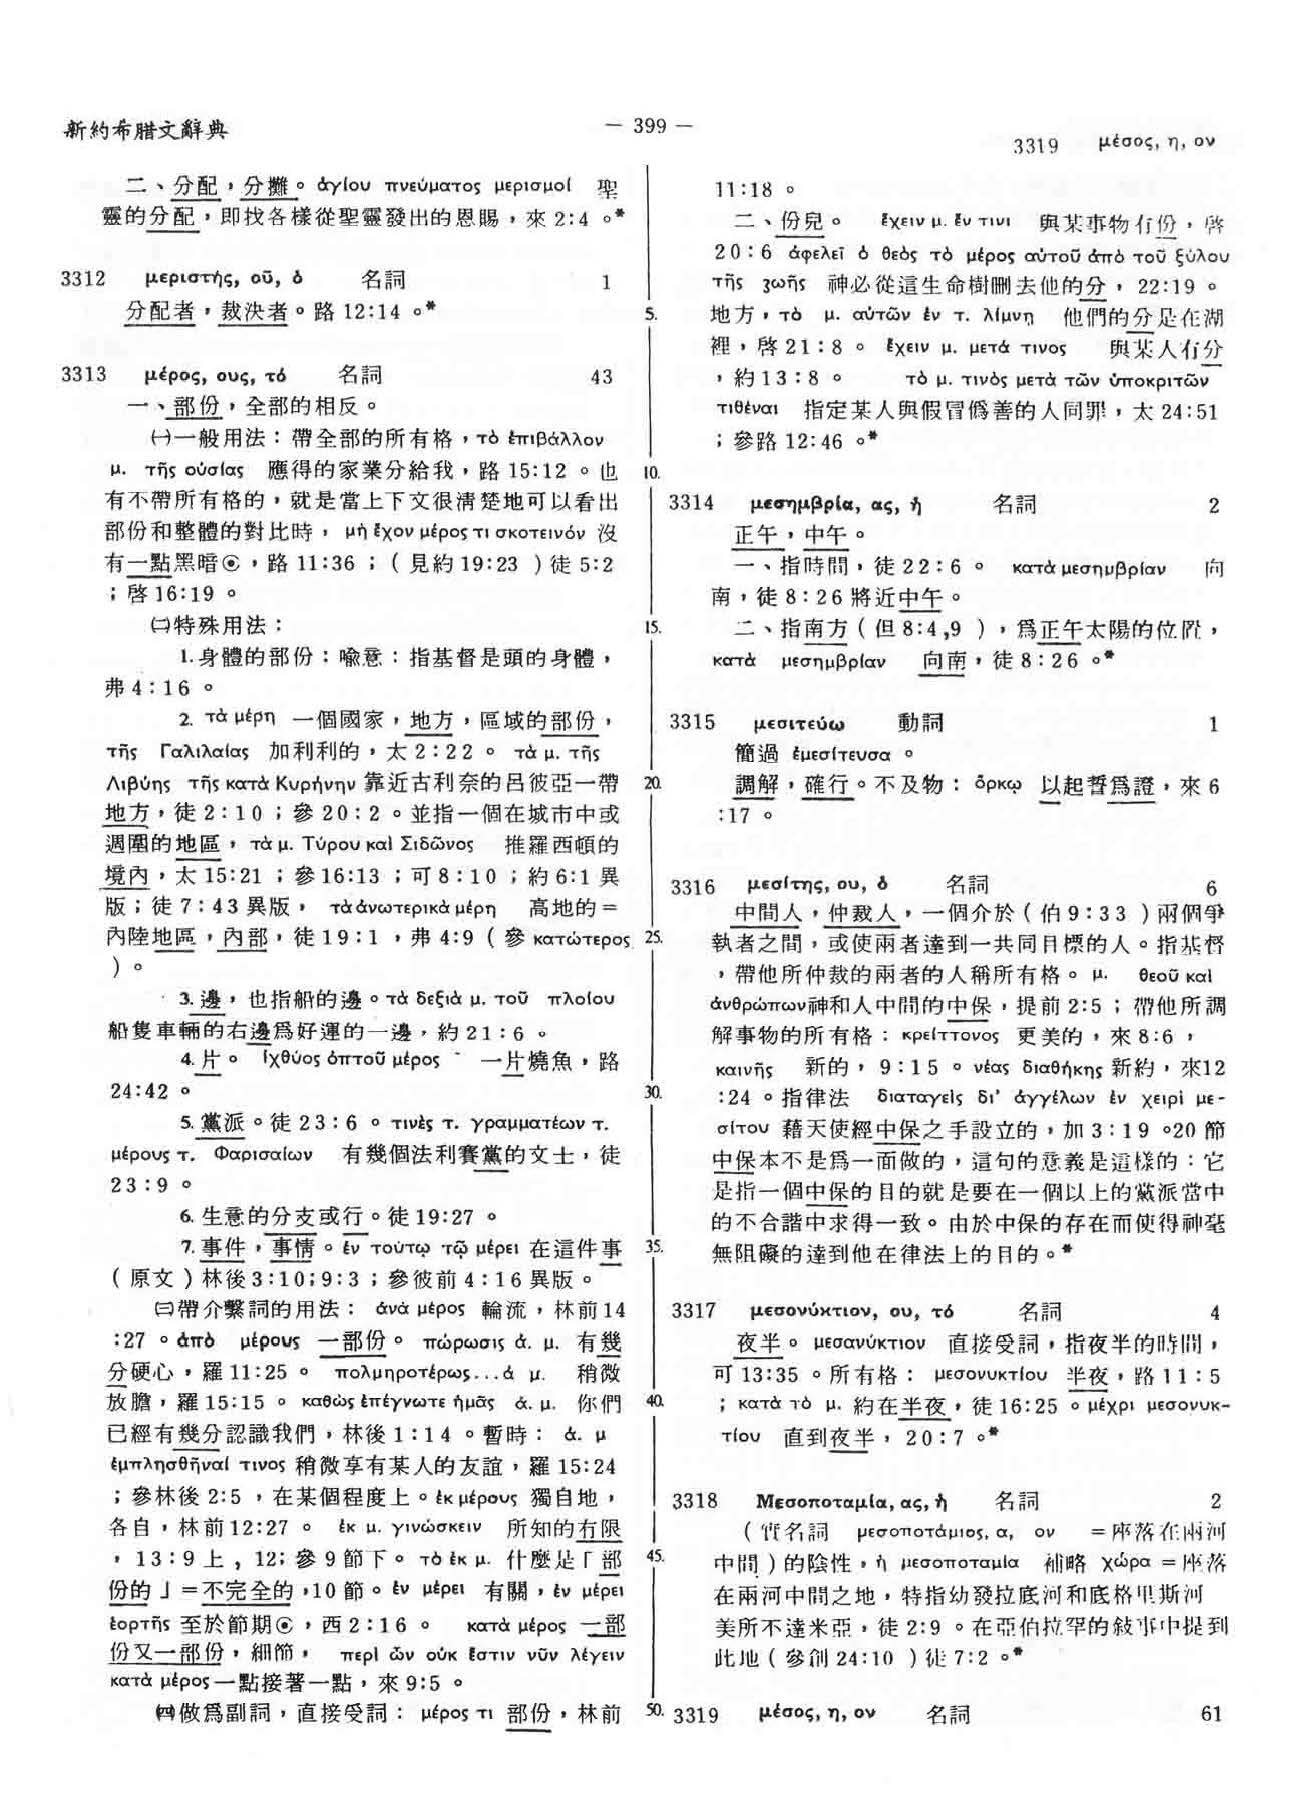 新約希腊文辭典
— 399 —
3319 μέσος, η, ον
二、分配，分攤。ἁγίου πνεύματος μερισμοί 聖
靈的分配，即找各樣從聖靈發出的恩賜，來 2:4 。*
3312 μεριστής, οῦ, ὁ 名詞 1
分配者，裁決者。路 12:14 。*
3313 μέρος, ους, τό 名詞 43
一、部份，全部的相反。
㈠一般用法：帶全部的所有格，τὸ ἐπιβάλλον
μ. τῆς οὐσίας 應得的家業分給我，路 15:12 。也
有不帶所有格的，就是當上下文很清楚地可以看出
部份和整體的對比時， μὴ ἔχον μέρος τι σκοτεινόν 沒
有一點黑暗⊙，路 11:36 ；( 見約 19:23 ) 徒 5:2
；啓 16:19 。
㈡特殊用法：
1. 身體的部份；喩意：指基督是頭的身體，
弗 4:16 。
2. τὰ μέρη 一個國家，地方，區域的部份，
τῆς Γαλιλαίας 加利利的，太 2:22 。 τὰ μ. τῆς
Λιβύης τῆς κατὰ Κυρήνην 靠近古利奈的呂彼亞一帶
地方，徒 2:10 ；參 20:2 。並指一個在城市中或
週圍的地區， τὰ μ. Τύρου καὶ Σιδῶνος 推羅西頓的
境內，太 15:21 ；參16:13 ；可 8:10 ；約 6:1 異
版；徒 7:43 異版， τὰ ἀνωτερικὰ μέρη 高地的＝
內陸地區，內部，徒 19:1 ，弗 4:9 ( 參 κατώτερος
) 。
3. 邊，也指船的邊。τὰ δεξιὰ μ. τοῦ πλοίου
船隻車輛的右邊爲好運的一邊，約 21:6 。
4. 片。 ἰχθύος ὀπτοῦ μέρος 一片燒魚，路
24:42 。
5. 黨派。徒 23:6 。τινὲς τ. γραμματέων τ.
μέρους τ. Φαρισαίων 有幾個法利賽黨的文士，徒
23:9 。
6. 生意的分支或行。徒 19:27 。
7. 事件，事情。ἐν τούτῳ τῷ μέρει 在這件事
( 原文 ) 林後 3:10；9:3 ；參彼前 4:16 異版。
㈢帶介繫詞的用法： ἀνὰ μέρος 輪流，林前14
:27 。ἀπὸ μέρους 一部份。 πώρωσις ἀ. μ. 有幾
分硬心，羅 11:25 。 τολμηροτέρως...ἀ μ. 稍微
放膽，羅 15:15 。 καθὼς ἐπέγνωτε ἡμᾶς ἀ. μ. 你們
已經有幾分認識我們，林後 1:14 。暫時： ἀ. μ
ἐμπλησθῆναί τινος 稍微享有某人的友誼，羅 15:24
；參林後 2:5 ，在某個程度上。ἐκ μέρους 獨自地，
各自，林前 12:27 。 ἐκ μ. γινώσκειν 所知的有限
，13:9 上，12；參 9 節下。τὸ ἐκ μ. 什麼是「部
份的」＝不完全的，10 節。ἐν μέρει 有關，ἐν μέρει
ἑορτῆς 至於節期⊙，西 2:16 。 κατὰ μέρος 一部
份又一部份，細節， περὶ ὧν οὐκ ἔστιν νῦν λέγειν
κατὰ μέρος 一點接著一點，來 9:5 。
㈣做爲副詞，直接受詞： μέρος τι 部份，林前
5.
10.
15.
20.
25.
30.
35.
40.
45.
50.
11:18 。
二、份兒。 ἔχειν μ. ἔν τινι 與某事物有份，啓
20:6 ἀφελεῖ ὁ θεὸς τὸ μέρος αὐτοῦ ἀπὸ τοῦ ξύλου
τῆς ζωῆς 神必從這生命樹刪去他的分，22:19 。
地方，τὸ μ. αὐτῶν ἐν τ. λίμνῃ 他們的分是在湖
裡，啓 21:8 。 ἔχειν μ. μετά τινος 與某人有分
，約 13:8 。 τὸ μ. τινὸς μετὰ τῶν ὑποκριτῶν
τιθέναι 指定某人與假冒僞善的人同罪，太 24:51
；參路 12:46 。*
3314 μεσημβρία, ας, ἡ 名詞 2
正午，中午。
一、指時間，徒 22:6 。 κατὰ μεσημβρίαν 向
南，徒 8:26 將近中午。
二、指南方 ( 但 8:4,9 )，爲正午太陽的位置，
κατὰ μεσημβρίαν 向南，徒 8:26 。*
3315 μεσιτεύω 動詞 1
簡過 ἐμεσίτευσα 。
調解，確行。不及物： ὅρκῳ 以起誓爲證，來 6
:17 。
3316 μεσίτης, ου, ὁ 名詞 6
中間人，仲裁人，一個介於 ( 伯 9:33 ) 兩個爭
執者之間，或使兩者達到一共同目標的人。指基督
，帶他所仲裁的兩者的人稱所有格。 μ. θεοῦ καὶ
ἀνθρώπων神和人中間的中保，提前 2:5 ；帶他所調
解事物的所有格： κρείττονος 更美的，來 8:6 ，
καινῆς 新的， 9:15 。νέας διαθήκης 新約，來12
:24 。指律法 διαταγεὶς δι' ἀγγέλων ἐν χειρὶ με-
σίτου 藉天使經中保之手設立的，加 3:19 。20 節
中保本不是爲一面做的，這句的意義是這樣的：它
是指一個中保的目的就是要在一個以上的黨派當中
的不合諧中求得一致。由於中保的存在而使得神毫
無阻礙的達到他在律法上的目的。*
3317 μεσονύκτιον, ου, τό 名詞 4
夜半。 μεσανύκτιον 直接受詞，指夜半的時間，
可 13:35 。所有格： μεσονυκτίου 半夜，路 11:5
；κατὰ τὸ μ. 約在半夜，徒 16:25 。μέχρι μεσονυκ-
τίου 直到夜半，20:7 。*
3318 Μεσοποταμία, ας, ἡ 名詞 2
( 實名詞 μεσοποτάμιος, α, ον ＝座落在兩河
中間 ) 的陰性，ἡ μεσοποταμία 補略 χώρα＝座落
在兩河中間之地，特指幼發拉底河和底格里斯河
美所不達米亞，徒 2:9 。在亞伯拉罕的敍事中提到
此地 ( 參創 24:10 ) 徒 7:2 。*
3319 μέσος, η, ον 名詞 61